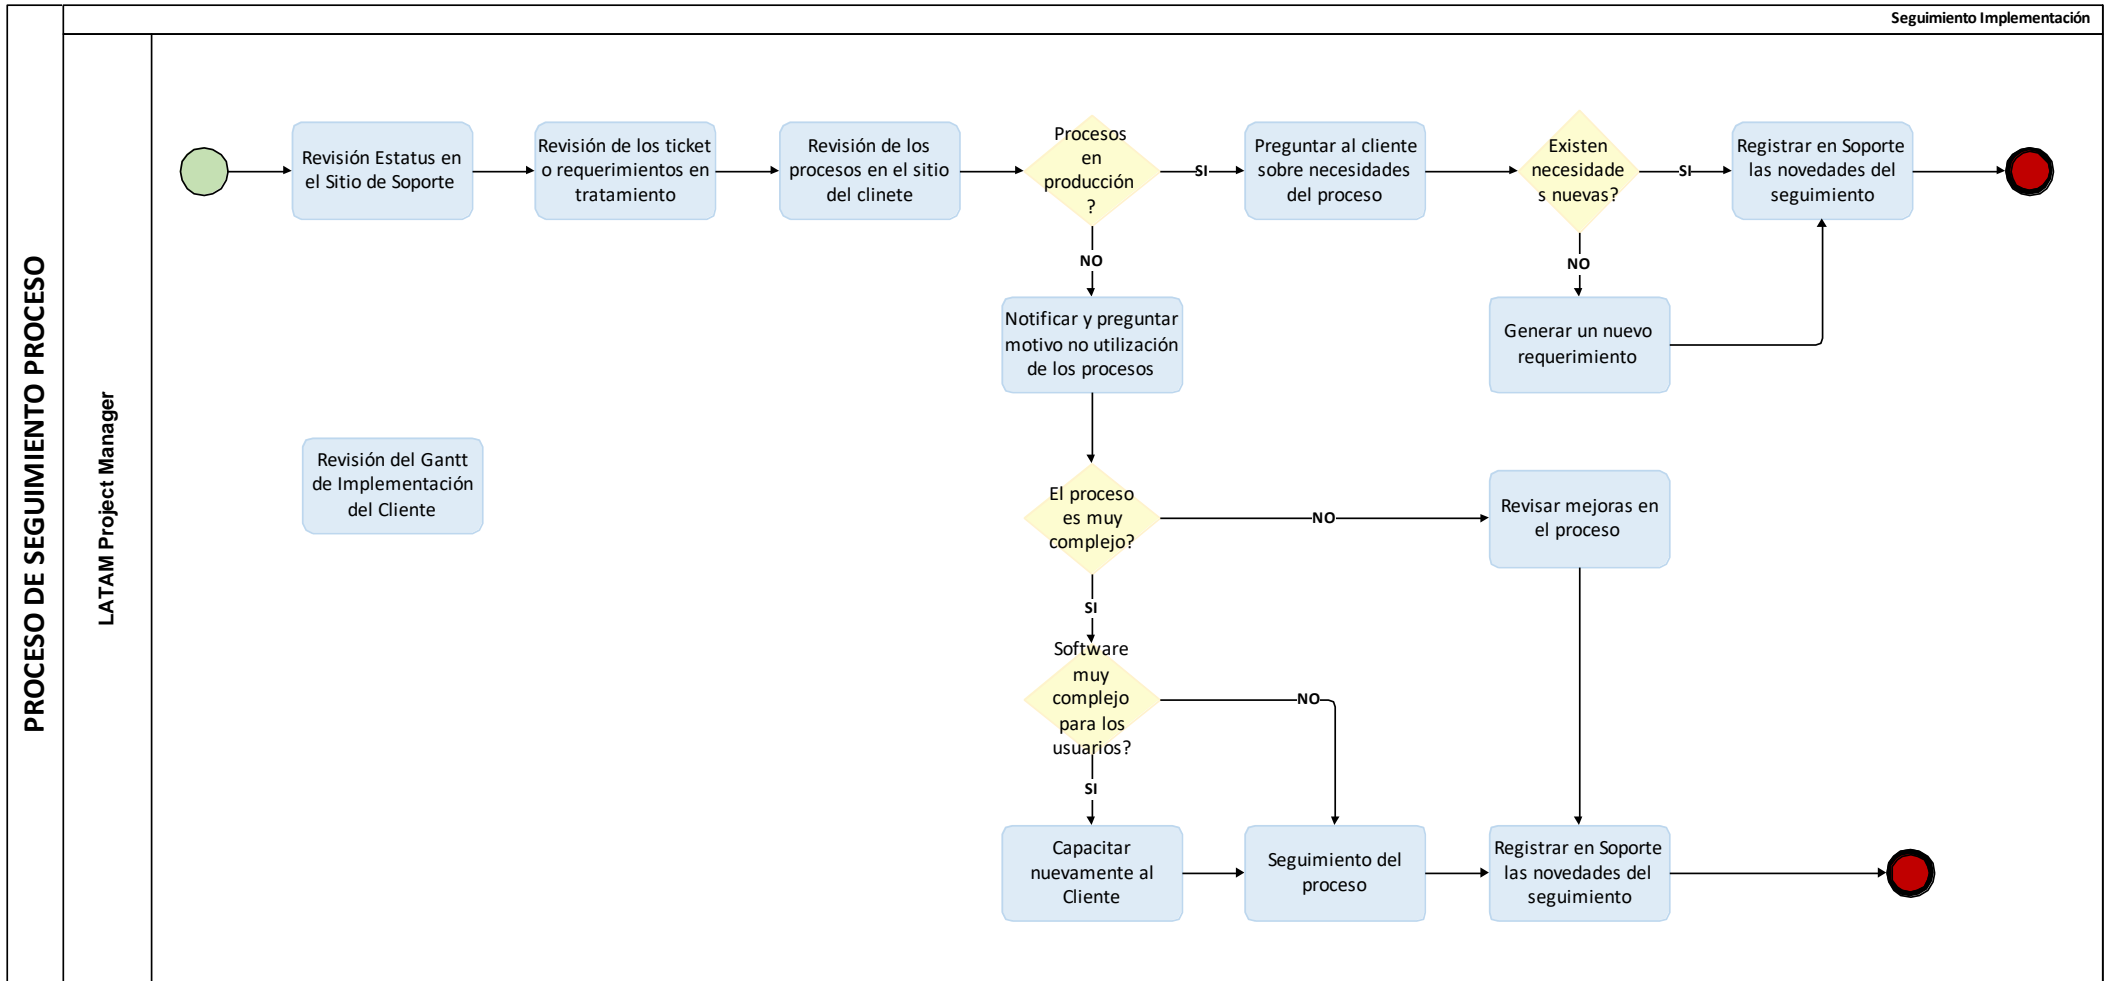 Seguimiento Implementación
PROCESO DE SEGUIMIENTO PROCESO
LATAM Project Manager
Revisión Estatus en
el Sitio de Soporte
Revisión de los ticket
o requerimientos en
tratamiento
Revisión de los
procesos en el sitio
del clinete
Procesos
en
producción
?
SI
Preguntar al cliente
sobre necesidades
del proceso
Existen
necesidade
s nuevas?
SI
Registrar en Soporte
las novedades del
seguimiento
NO
NO
Notificar y preguntar
motivo no utilización
de los procesos
Generar un nuevo
requerimiento
Revisión del Gantt
de Implementación
del Cliente
El proceso
es muy
complejo?
NO
Revisar mejoras en
el proceso
SI
Software
muy
complejo
para los
usuarios?
NO
SI
Capacitar
nuevamente al
Cliente
Seguimiento del
proceso
Registrar en Soporte
las novedades del
seguimiento